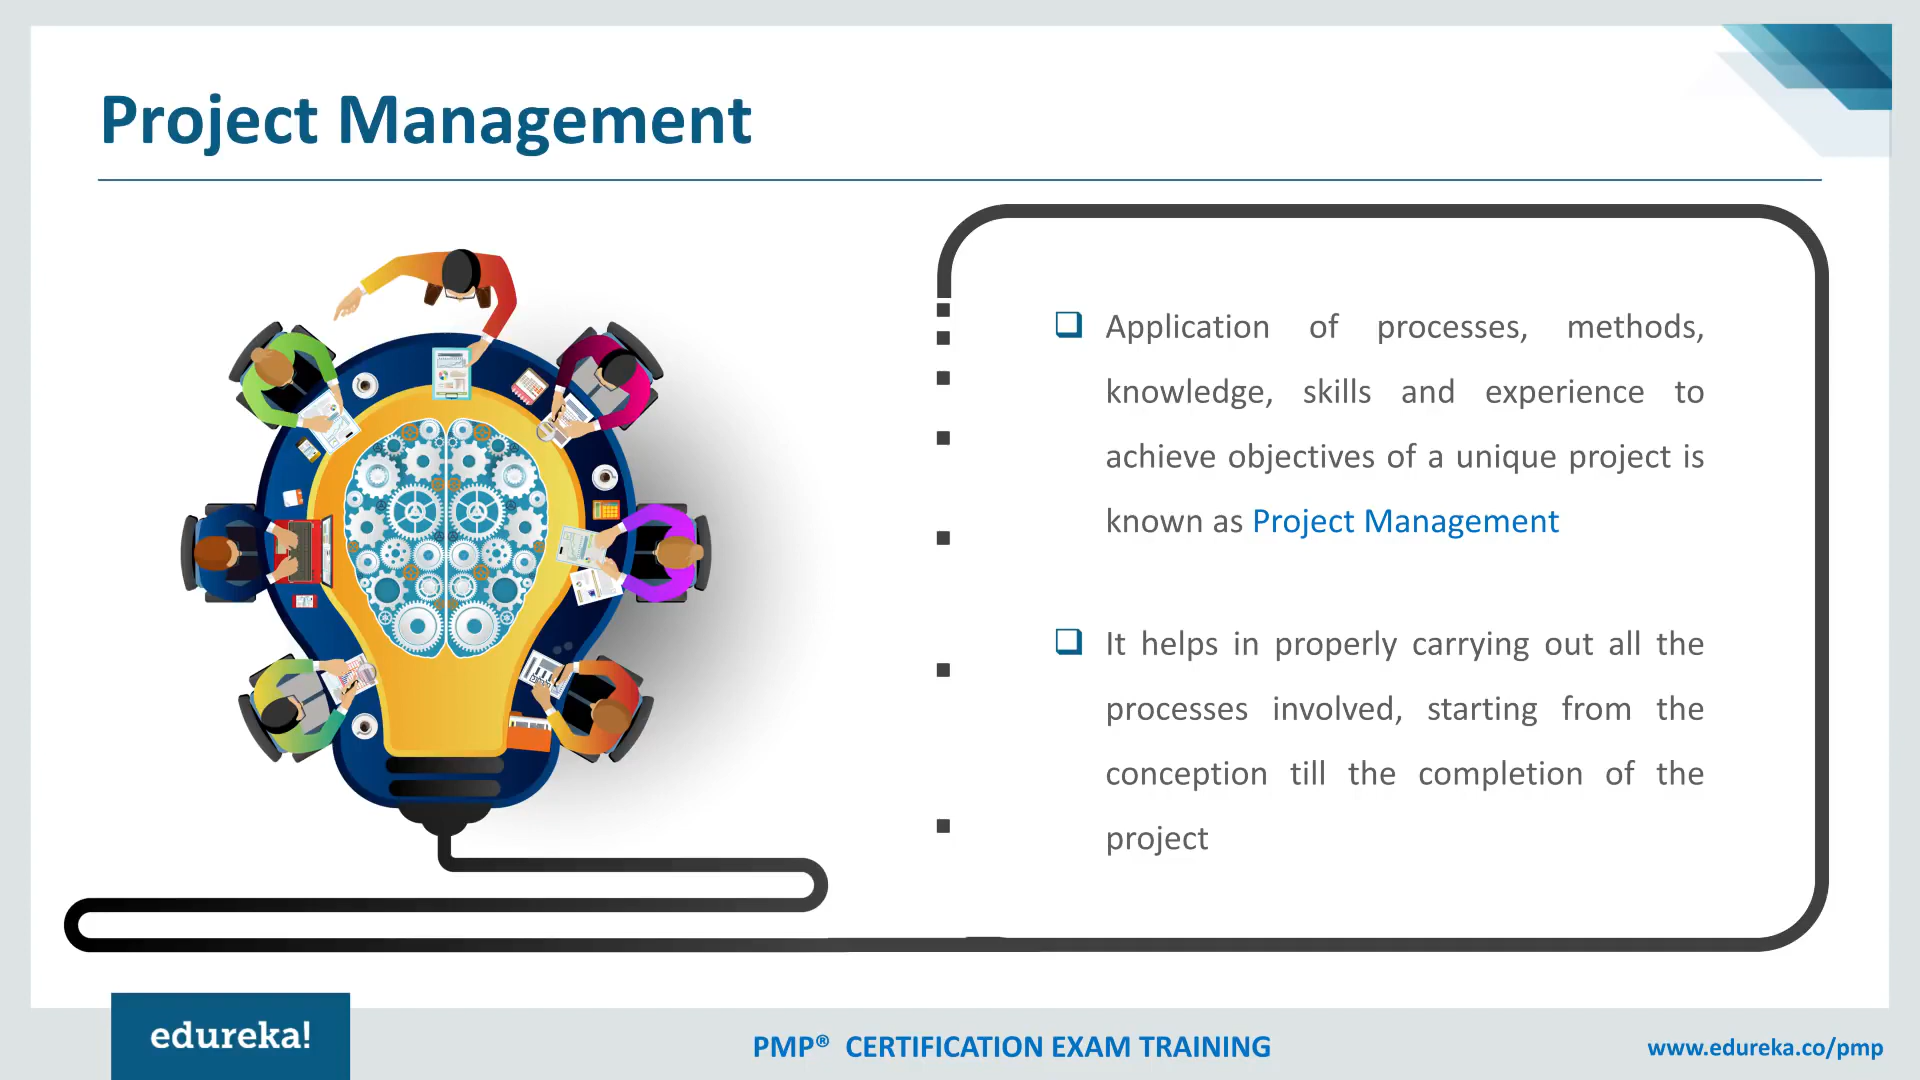 Project Management
❑ Application of processes, methods,
knowledge, skills and experience to
achieve objectives of a unique project is
known as Project Management
❑ It helps in properly carrying out all the
processes involved, starting from the
conception till the completion of the
project
edureka!
PMP® CERTIFICATION EXAM TRAINING
www.edureka.co/pmp